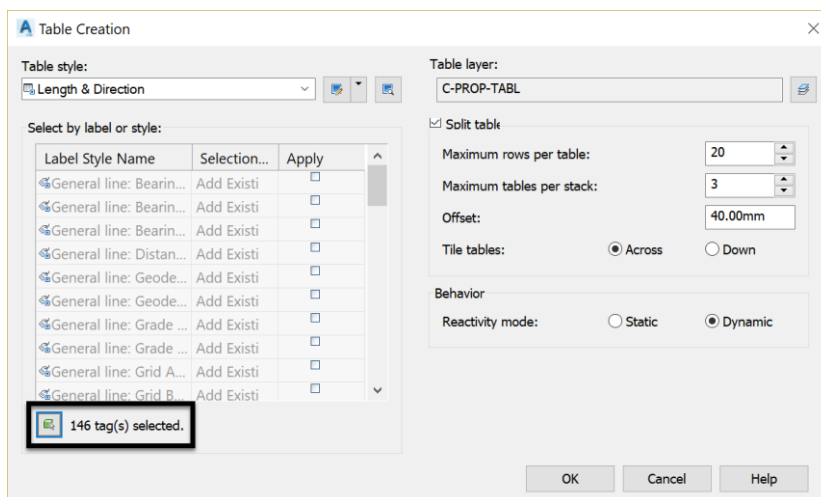 Table Creation
Table style:
Length & Direction
Select by label or style:
Label Style Name Selection... Apply
General line: Bearin... Add Existi
General line: Bearin... Add Existi
General line: Bearin... Add Existi
General line: Distan... Add Existi
General line: Geode... Add Existi
General line: Geode... Add Existi
General line: Grade ... Add Existi
General line: Grade ... Add Existi
General line: Grid A... Add Existi
General line: Grid B... Add Existi
146 tag(s) selected.
Table layer:
C-PROP-TABL
Split table
Maximum rows per table: 20
Maximum tables per stack: 3
Offset: 40.00mm
Tile tables: Across Down
Behavior
Reactivity mode: Static Dynamic
OK Cancel Help